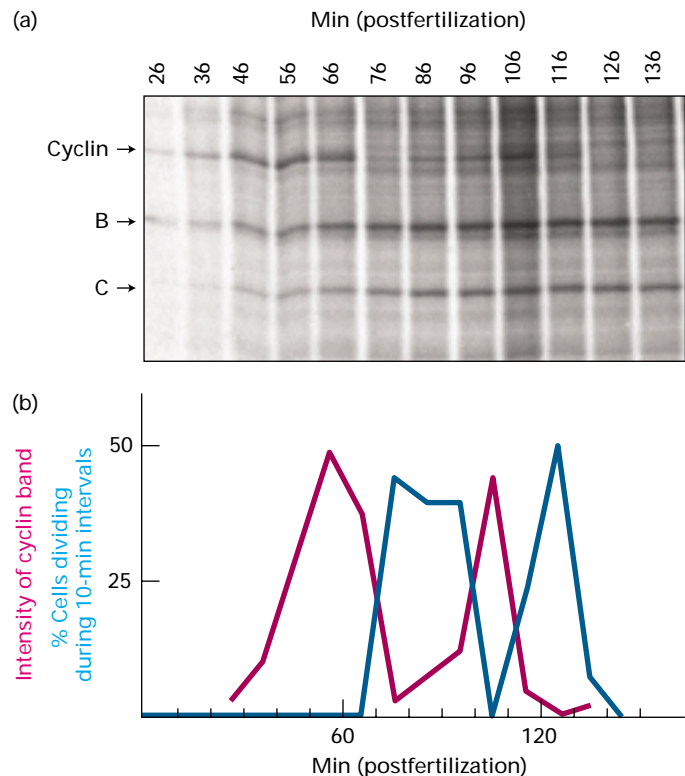 (a)
Min (postfertilization)
26 36 46 56 66 76 86 96 106 116 126 136
Cyclin →
B →
C →
(b)
Intensity of cyclin band
% Cells dividing
during 10-min intervals
50
25
60 120
Min (postfertilization)